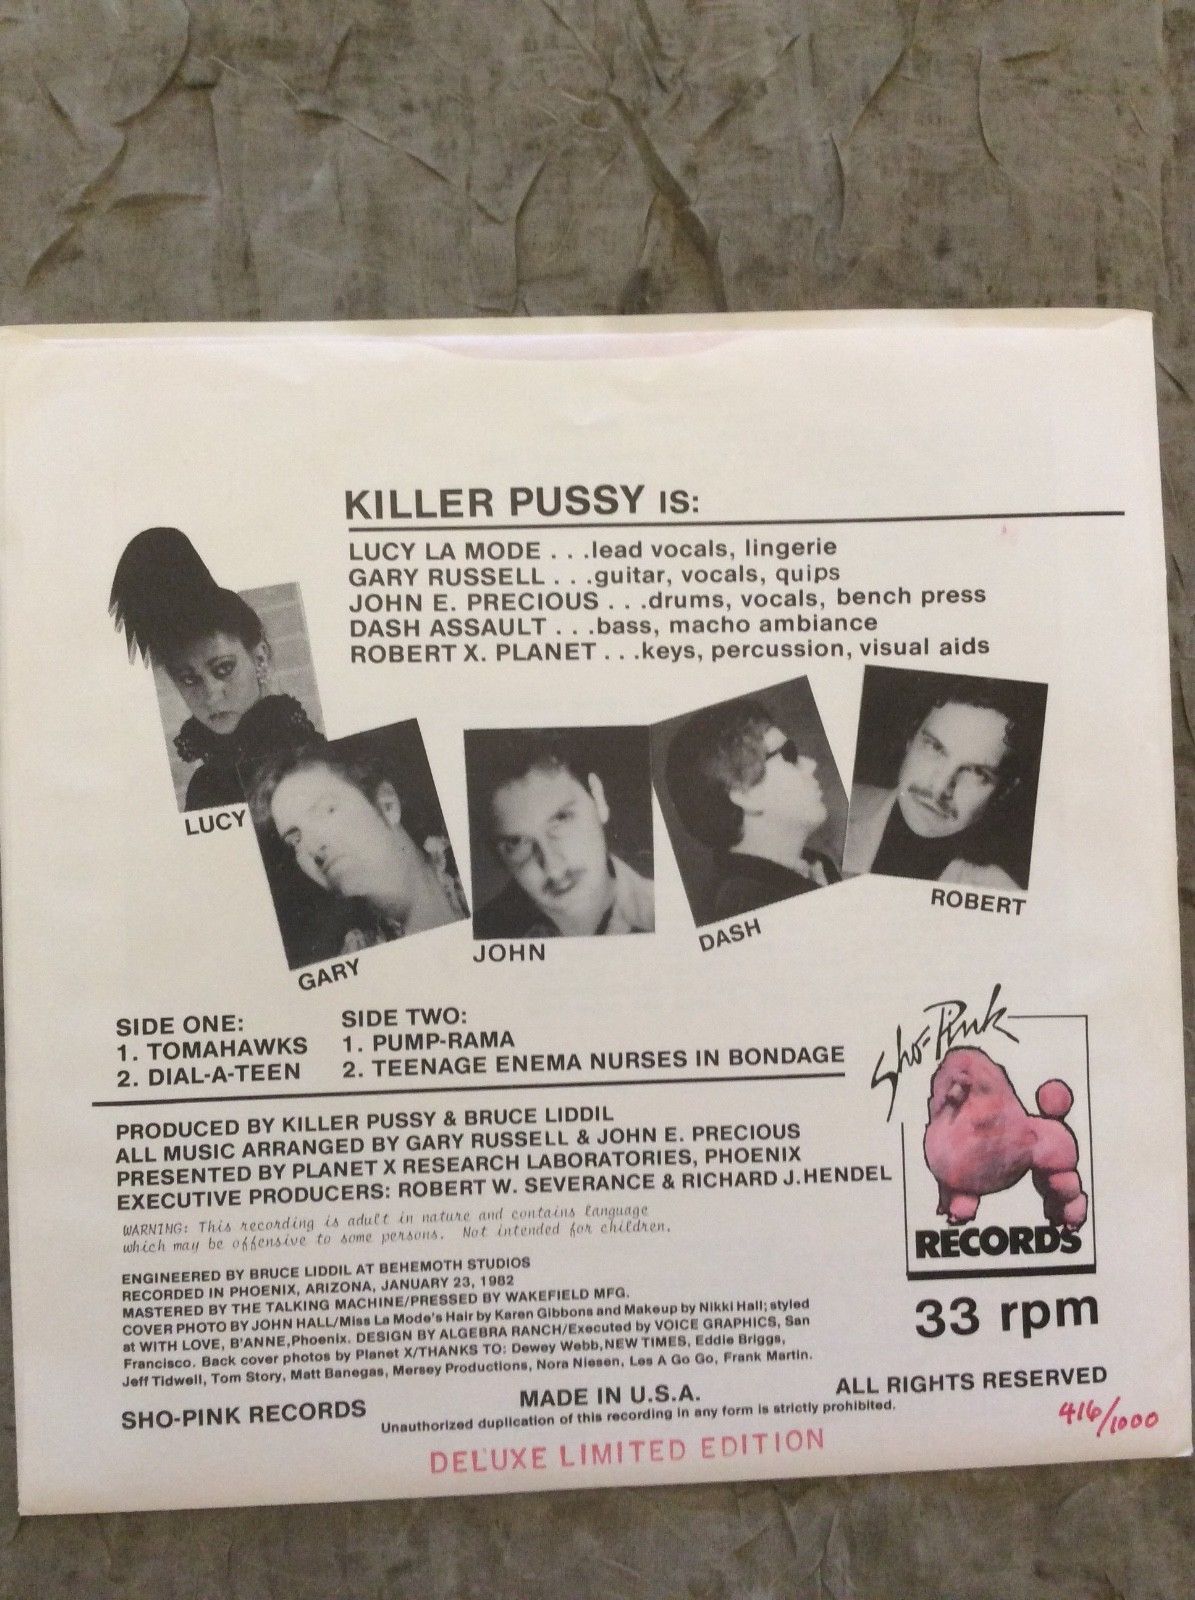 KILLER PUSSY IS:
LUCY LA MODE . . .lead vocals, lingerie
GARY RUSSELL . . .guitar, vocals, quips
JOHN E. PRECIOUS . . .drums, vocals, bench press
DASH ASSAULT . . .bass, macho ambiance
ROBERT X. PLANET . . .keys, percussion, visual aids
LUCY
GARY
JOHN
DASH
ROBERT
SIDE ONE:
1. TOMAHAWKS
2. DIAL-A-TEEN
SIDE TWO:
1. PUMP-RAMA
2. TEENAGE ENEMA NURSES IN BONDAGE
PRODUCED BY KILLER PUSSY & BRUCE LIDDIL
ALL MUSIC ARRANGED BY GARY RUSSELL & JOHN E. PRECIOUS
PRESENTED BY PLANET X RESEARCH LABORATORIES, PHOENIX
EXECUTIVE PRODUCERS: ROBERT W. SEVERANCE & RICHARD J.HENDEL
WARNING: This recording is adult in nature and contains language
which may be offensive to some persons. Not intended for children.
ENGINEERED BY BRUCE LIDDIL AT BEHEMOTH STUDIOS
RECORDED IN PHOENIX, ARIZONA, JANUARY 23, 1982
MASTERED BY THE TALKING MACHINE/PRESSED BY WAKEFIELD MFG.
COVER PHOTO BY JOHN HALL/Miss La Mode's Hair by Karen Gibbons and Makeup by Nikki Hall; styled
at WITH LOVE, B'ANNE,Phoenix. DESIGN BY ALGEBRA RANCH/Executed by VOICE GRAPHICS, San
Francisco. Back cover photos by Planet X/THANKS TO: Dewey Webb,NEW TIMES, Eddie Briggs,
Jeff Tidwell, Tom Story, Matt Banegas, Mersey Productions, Nora Niesen, Les A Go Go, Frank Martin.
Sho-Pink
RECORDS
33 rpm
SHO-PINK RECORDS
MADE IN U.S.A.
ALL RIGHTS RESERVED
Unauthorized duplication of this recording in any form is strictly prohibited.
416/1000
DELUXE LIMITED EDITION